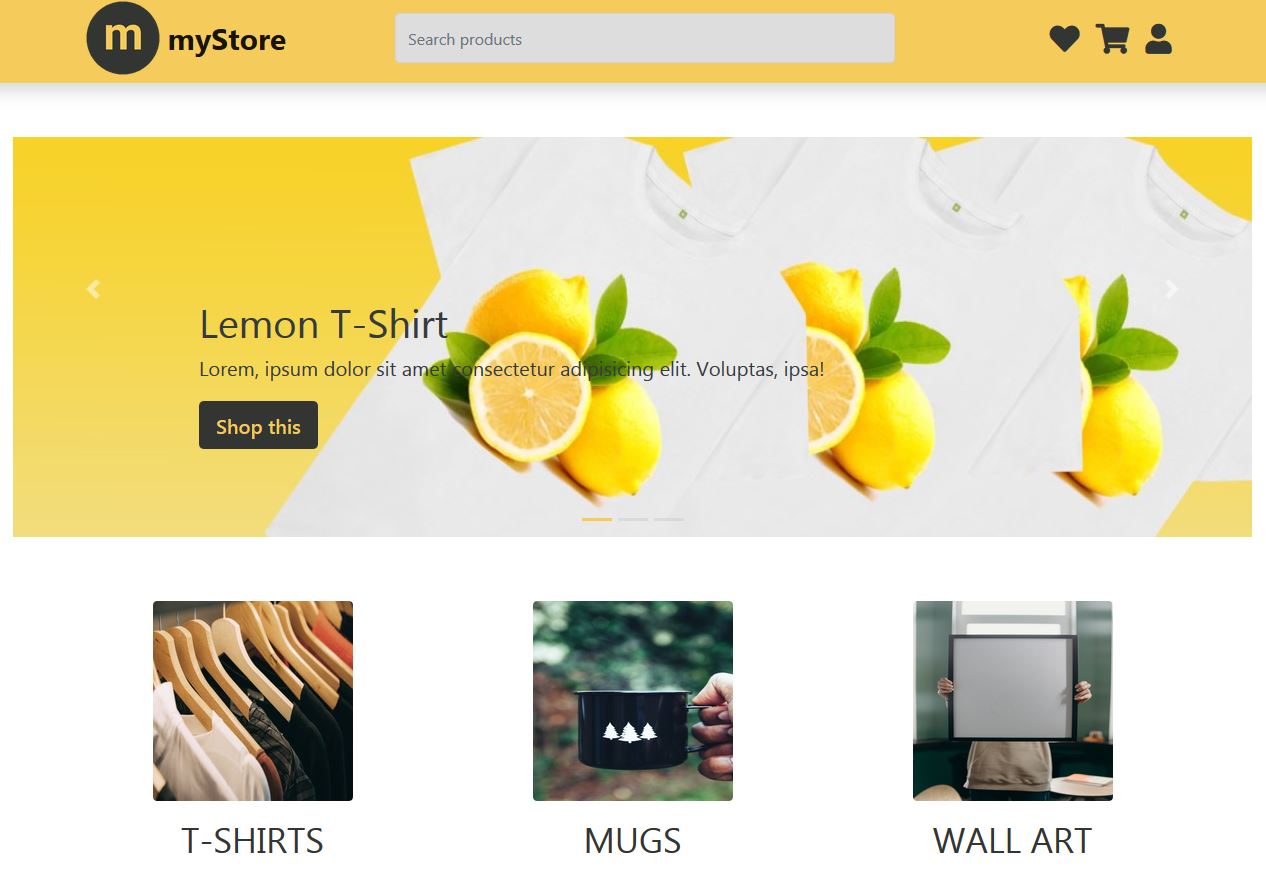 m myStore
Search products
Lemon T-Shirt
Lorem, ipsum dolor sit amet consectetur adipisicing elit. Voluptas, ipsa!
Shop this
T-SHIRTS
MUGS
WALL ART